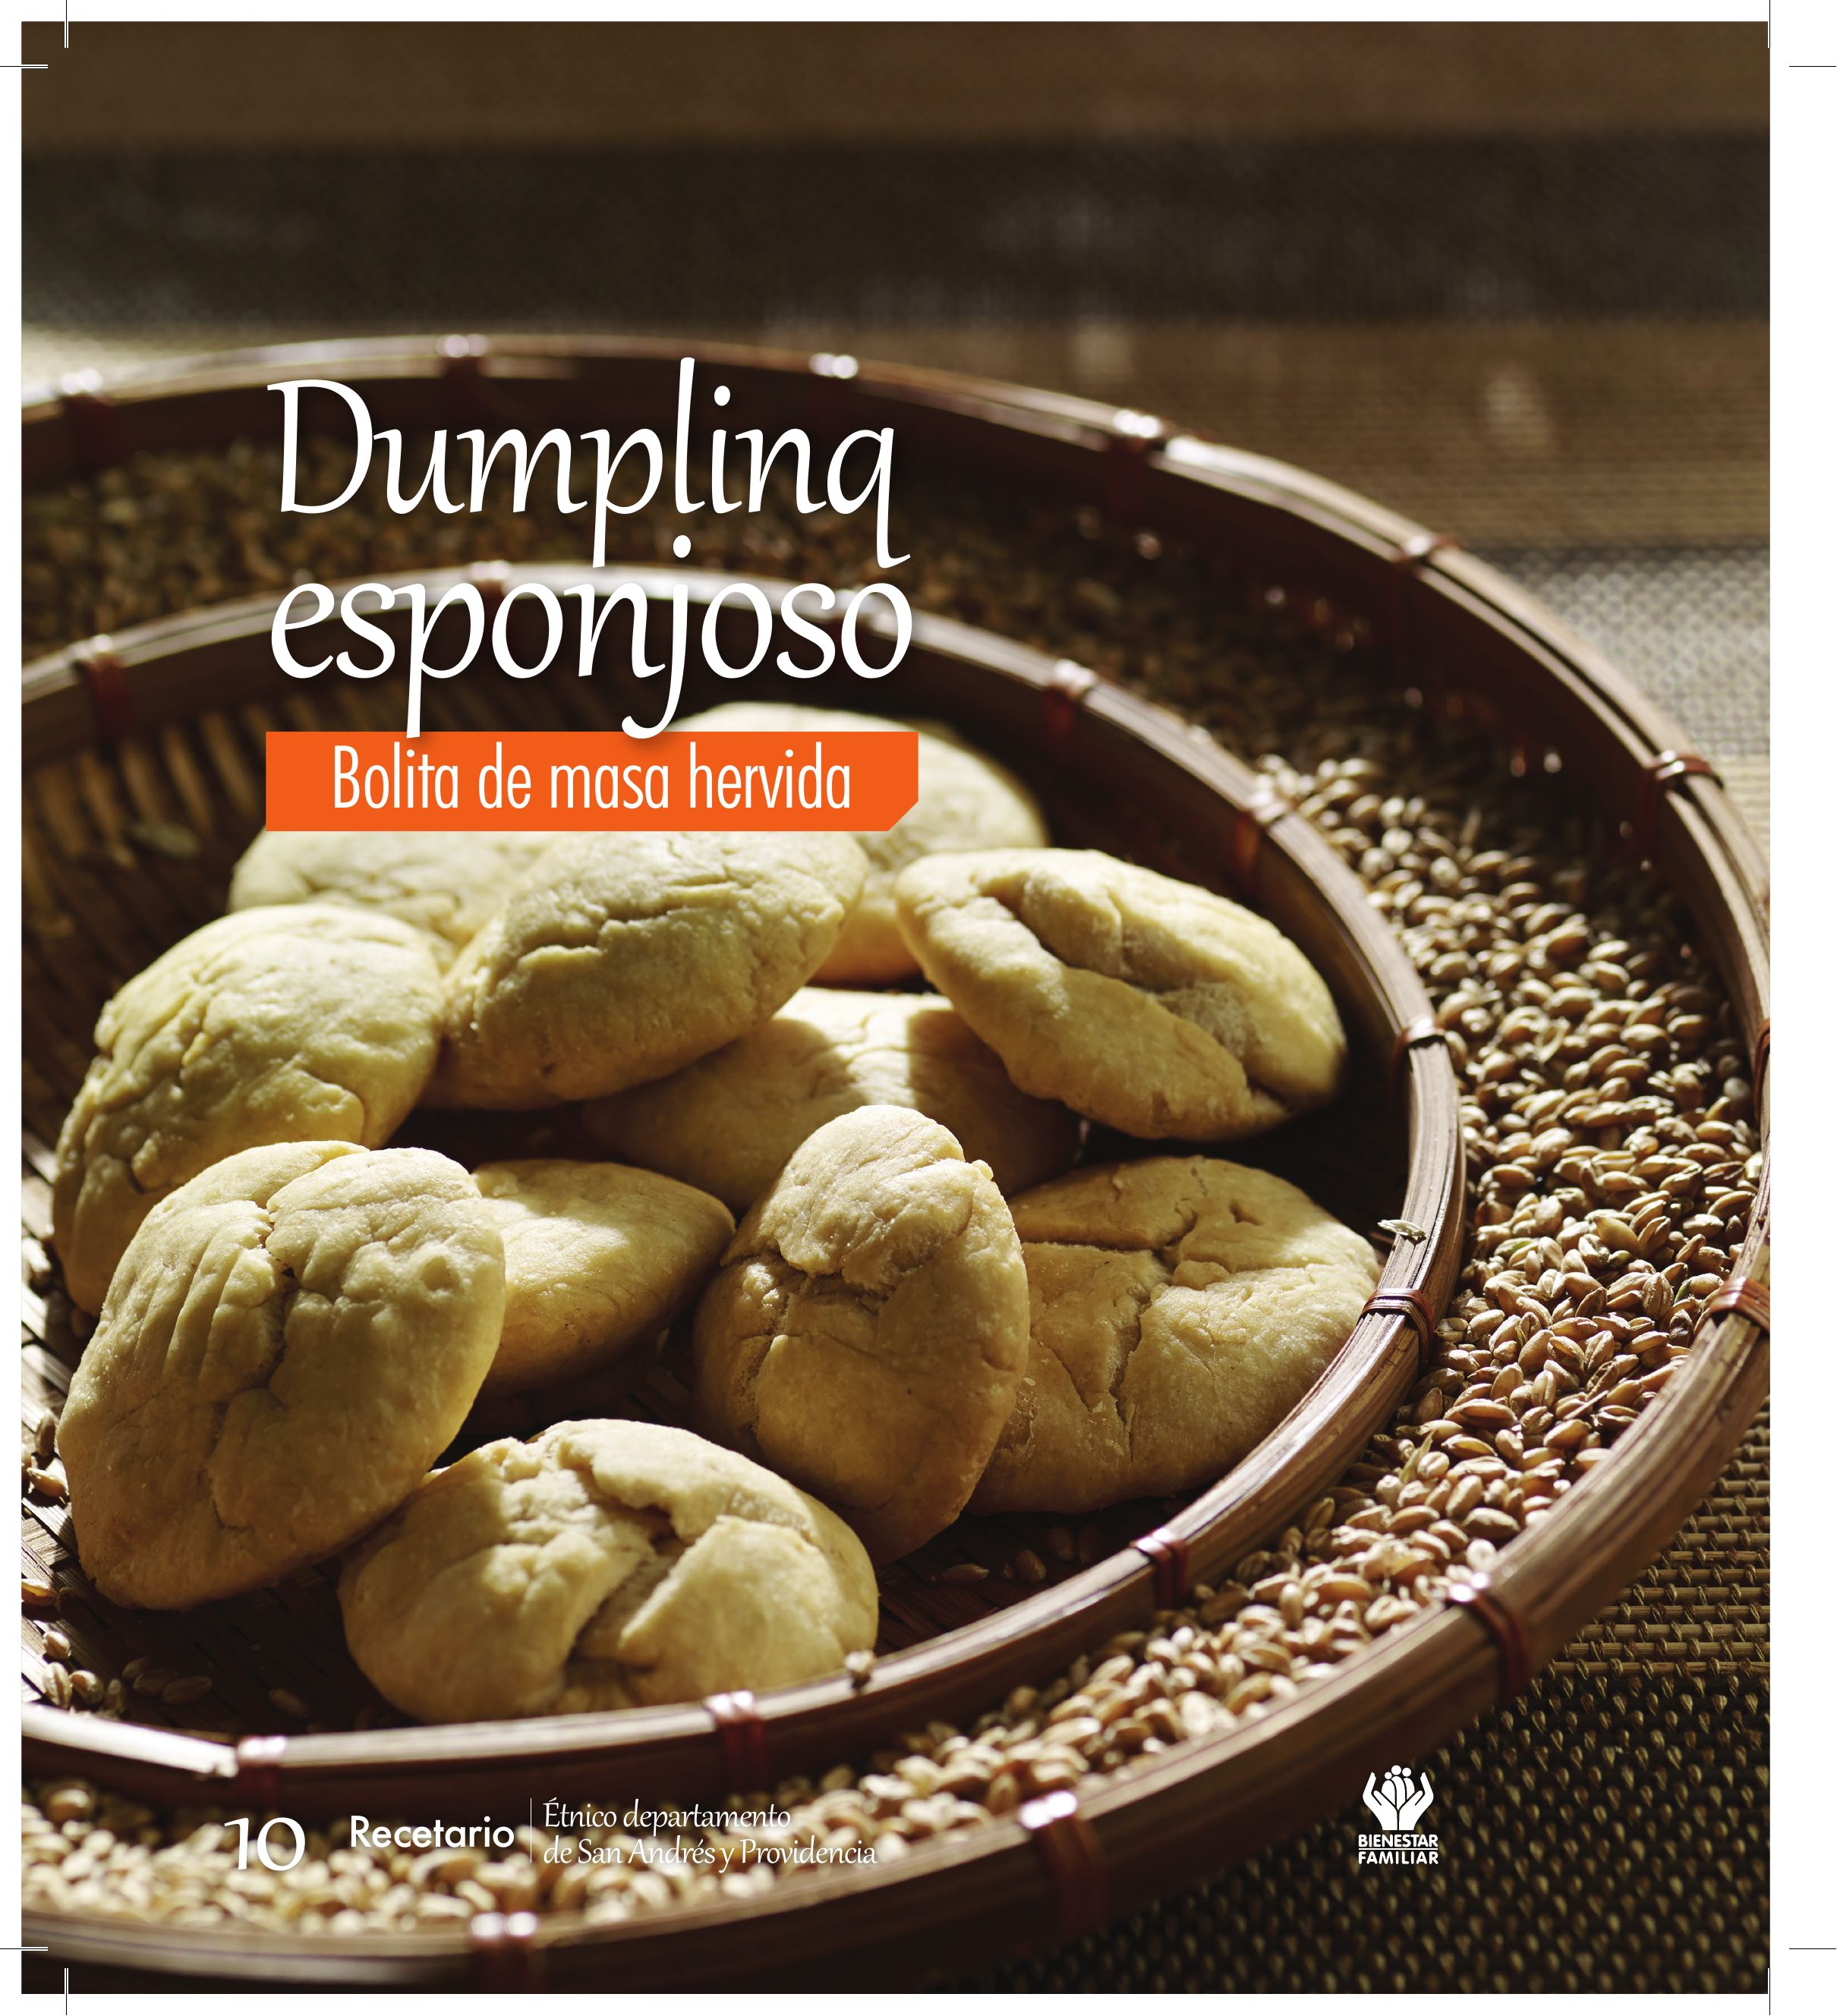 Dumpling
esponjoso
Bolita de masa hervida
10
Recetario
Étnico departamento
de San Andrés y Providencia
BIENESTAR
FAMILIAR